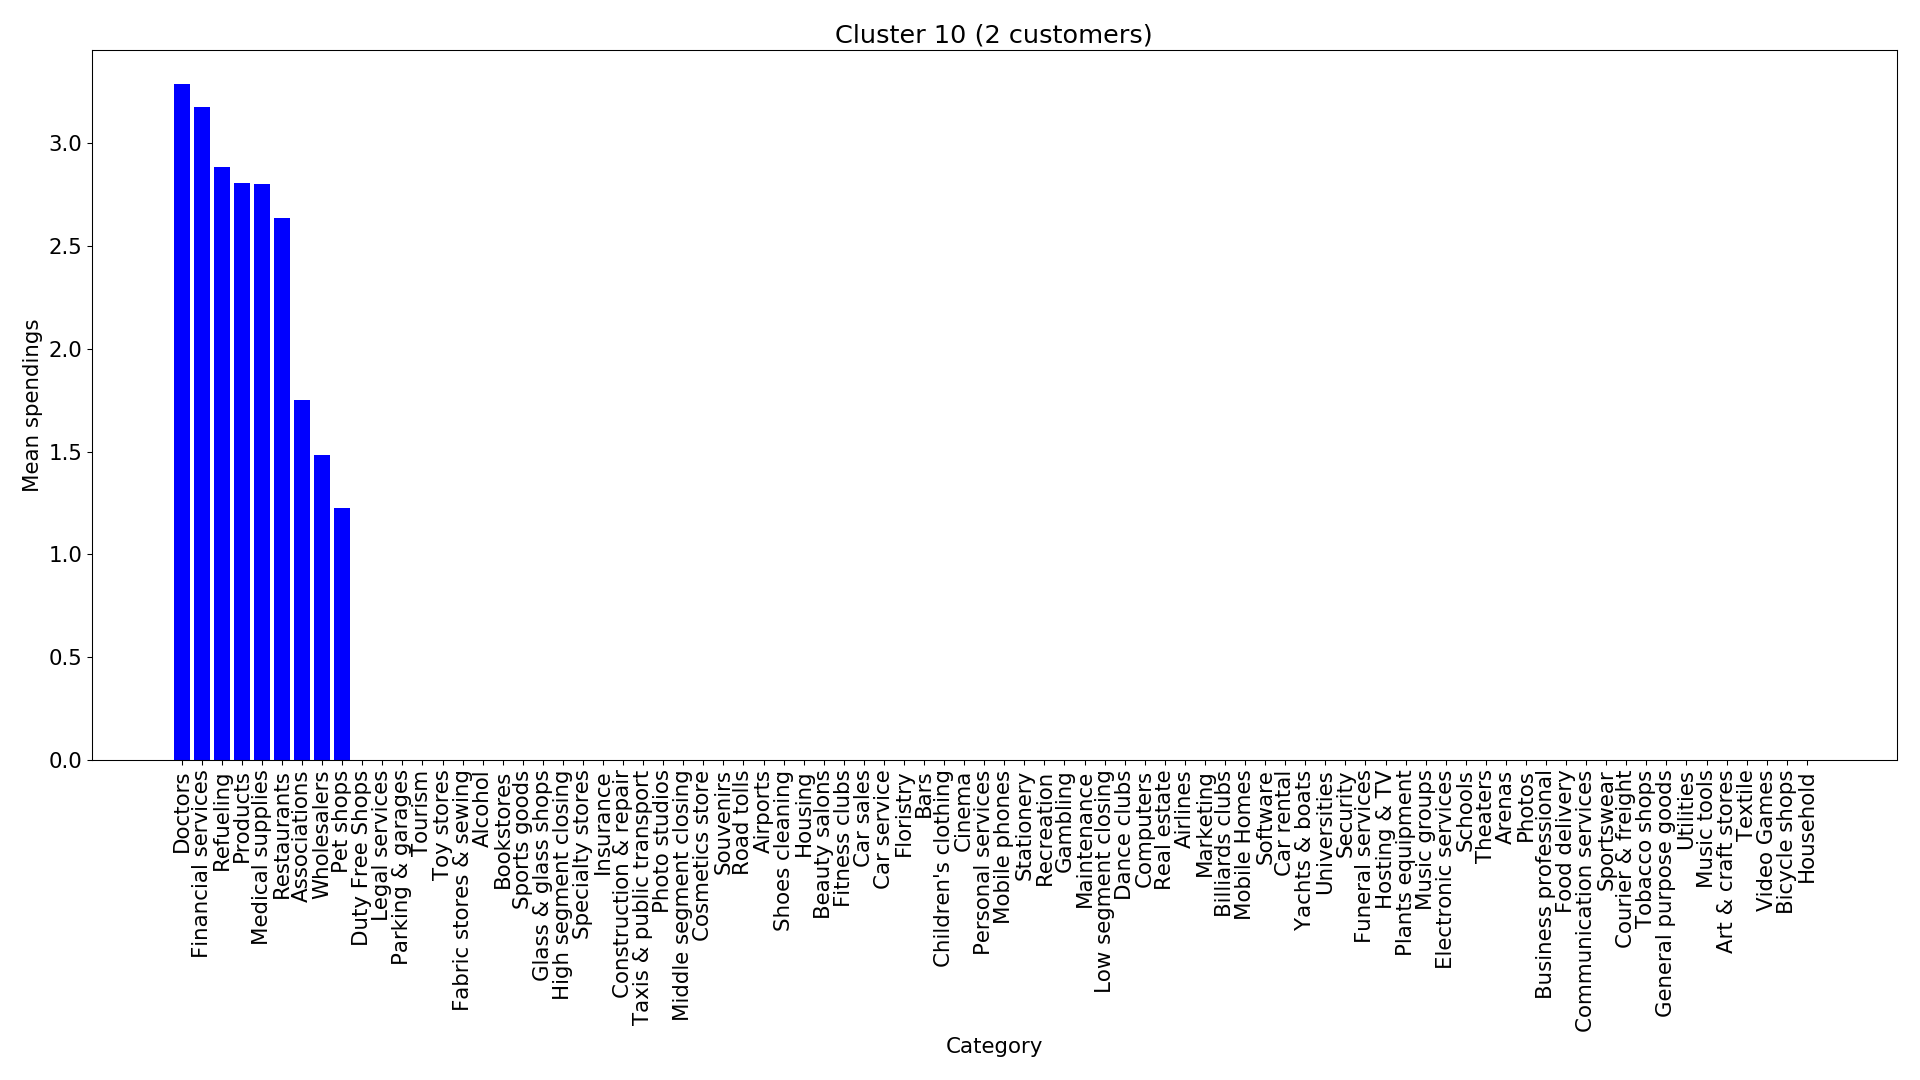 Cluster 10 (2 customers)
Mean spendings
3.0
2.5
2.0
1.5
1.0
0.5
0.0
Doctors
Financial services
Refueling
Products
Medical supplies
Restaurants
Associations
Wholesalers
Pet shops
Duty Free Shops
Legal services
Parking & garages
Tourism
Toy stores
Fabric stores & sewing
Alcohol
Bookstores
Sports goods
Glass & glass shops
High segment closing
Specialty stores
Insurance
Construction & repair
Taxis & public transport
Photo studios
Middle segment closing
Cosmetics store
Souvenirs
Road tolls
Airports
Shoes cleaning
Housing
Beauty salons
Fitness clubs
Car sales
Car service
Floristry
Bars
Children's clothing
Cinema
Personal services
Mobile phones
Stationery
Recreation
Gambling
Maintenance
Low segment closing
Dance clubs
Computers
Real estate
Airlines
Marketing
Billiards clubs
Mobile Homes
Software
Car rental
Yachts & boats
Universities
Security
Funeral services
Hosting & TV
Plants equipment
Music groups
Electronic services
Schools
Theaters
Arenas
Photos
Business professional
Food delivery
Communication services
Sportswear
Courier & freight
Tobacco shops
General purpose goods
Utilities
Music tools
Art & craft stores
Textile
Video Games
Bicycle shops
Household
Category